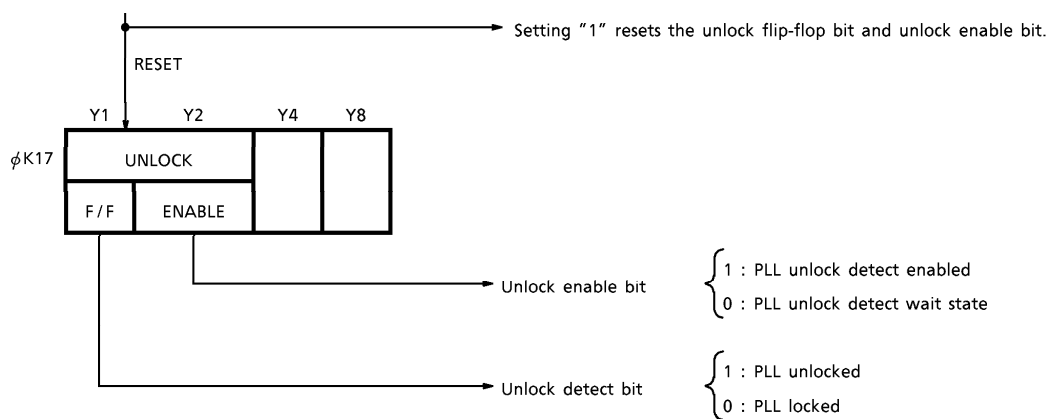 Setting "1" resets the unlock flip-flop bit and unlock enable bit.
RESET
Y1 Y2 Y4 Y8
ϕK17
UNLOCK
F/F ENABLE
Unlock enable bit
1 : PLL unlock detect enabled
0 : PLL unlock detect wait state
Unlock detect bit
1 : PLL unlocked
0 : PLL locked